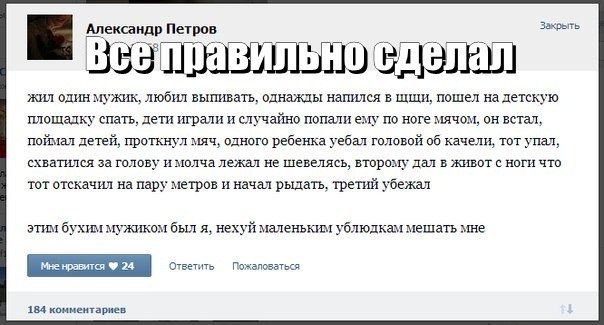 Александр Петров
Закрыть
Все правильно сделал
жил один мужик, любил выпивать, однажды напился в щщи, пошел на детскую
площадку спать, дети играли и случайно попали ему по ноге мячом, он встал,
поймал детей, проткнул мяч, одного ребенка уебал головой об качели, тот упал,
схватился за голову и молча лежал не шевелясь, второму дал в живот с ноги что
тот отскачил на пару метров и начал рыдать, третий убежал
этим бухим мужиком был я, нехуй маленьким ублюдкам мешать мне
Мне нравится 24 Ответить Пожаловаться
184 комментариев